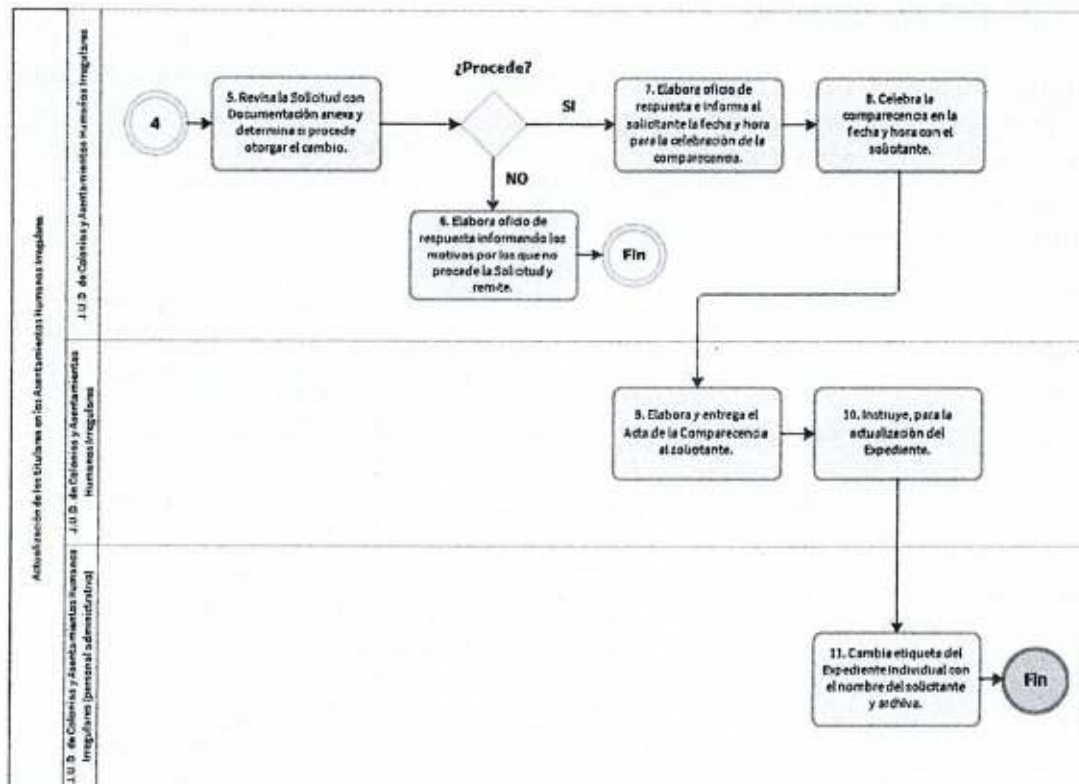 Actualización de los titulares en los Asentamientos Humanos Irregulares
J.U.D. de Colonias y Asentamientos Humanos Irregulares
4
5. Revisa la Solicitud con
Documentación anexa y
determina si procede
otorgar el cambio.
¿Procede?
SI
NO
7. Elabora oficio de
respuesta e informa al
solicitante la fecha y hora
para la celebración de la
comparecencia.
8. Celebra la
comparecencia en la
fecha y hora con el
solicitante.
6. Elabora oficio de
respuesta informando los
motivos por los que no
procede la Solicitud y
remite.
Fin
J.U.D. de Colonias y Asentamientos
Humanos Irregulares
9. Elabora y entrega el
Acta de la Comparecencia
al solicitante.
10. Instruye, para la
actualización del
Expediente.
J.U.D. de Colonias y Asentamientos Humanos
Irregulares (personal administrativo)
11. Cambia etiqueta del
Expediente Individual con
el nombre del solicitante
y archiva.
Fin